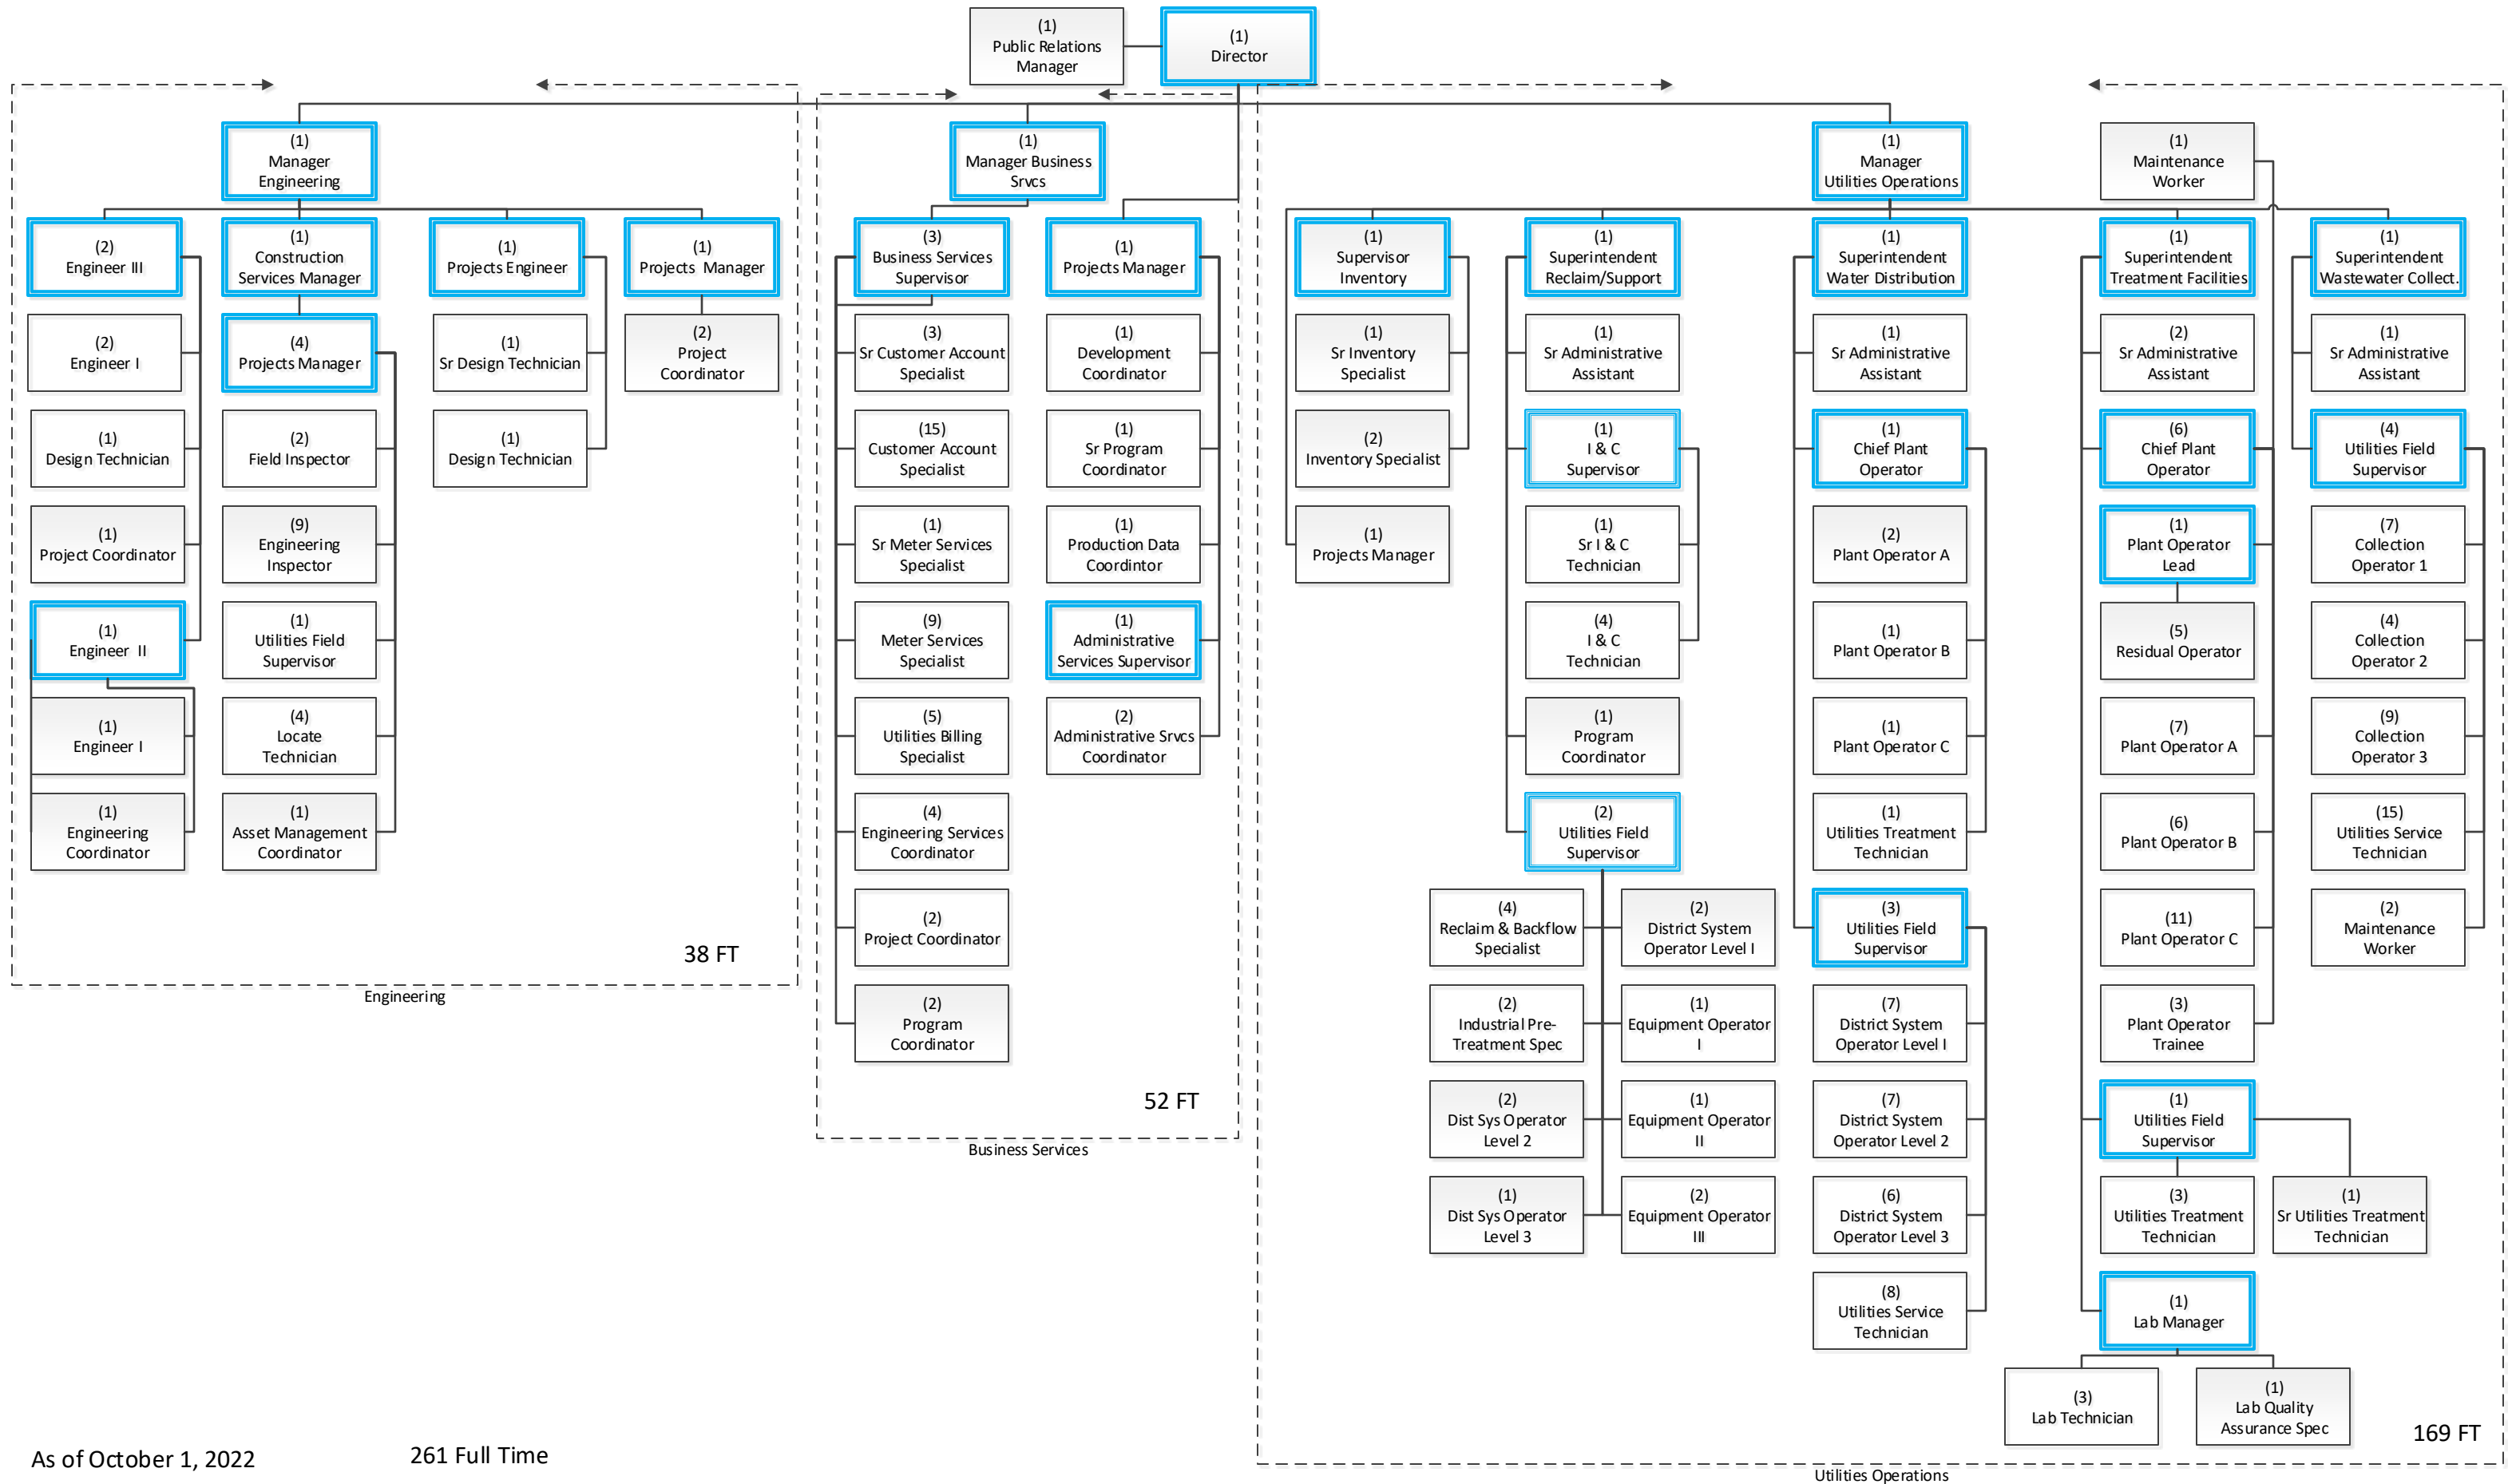 (1)
Public Relations
Manager
(1)
Director
(1)
Manager
Engineering
(1)
Manager Business
Srvcs
(1)
Manager
Utilities Operations
(1)
Maintenance
Worker
(2)
Engineer III
(1)
Construction
Services Manager
(1)
Projects Engineer
(1)
Projects Manager
(2)
Engineer I
(4)
Projects Manager
(1)
Sr Design Technician
(2)
Project
Coordinator
(1)
Design Technician
(2)
Field Inspector
(1)
Design Technician
(1)
Project Coordinator
(9)
Engineering
Inspector
(1)
Engineer II
(1)
Utilities Field
Supervisor
(1)
Engineer I
(4)
Locate
Technician
(1)
Engineering
Coordinator
(1)
Asset Management
Coordinator
38 FT
Engineering
(3)
Business Services
Supervisor
(1)
Projects Manager
(3)
Sr Customer Account
Specialist
(1)
Development
Coordinator
(15)
Customer Account
Specialist
(1)
Sr Program
Coordinator
(1)
Sr Meter Services
Specialist
(1)
Production Data
Coordintor
(9)
Meter Services
Specialist
(1)
Administrative
Services Supervisor
(5)
Utilities Billing
Specialist
(2)
Administrative Srvcs
Coordinator
(4)
Engineering Services
Coordinator
(2)
Project Coordinator
(2)
Program
Coordinator
52 FT
Business Services
(1)
Supervisor
Inventory
(1)
Sr Inventory
Specialist
(2)
Inventory Specialist
(1)
Projects Manager
(1)
Superintendent
Reclaim/Support
(1)
Sr Administrative
Assistant
(1)
I & C
Supervisor
(1)
Sr I & C
Technician
(4)
I & C
Technician
(1)
Program
Coordinator
(2)
Utilities Field
Supervisor
(4)
Reclaim & Backflow
Specialist
(2)
District System
Operator Level I
(2)
Industrial Pre-
Treatment Spec
(1)
Equipment Operator
I
(2)
Dist Sys Operator
Level 2
(1)
Equipment Operator
II
(1)
Dist Sys Operator
Level 3
(2)
Equipment Operator
III
(1)
Superintendent
Water Distribution
(1)
Sr Administrative
Assistant
(1)
Chief Plant
Operator
(2)
Plant Operator A
(1)
Plant Operator B
(1)
Plant Operator C
(1)
Utilities Treatment
Technician
(3)
Utilities Field
Supervisor
(7)
District System
Operator Level I
(7)
District System
Operator Level 2
(6)
District System
Operator Level 3
(8)
Utilities Service
Technician
(1)
Superintendent
Treatment Facilities
(2)
Sr Administrative
Assistant
(6)
Chief Plant
Operator
(1)
Plant Operator
Lead
(5)
Residual Operator
(7)
Plant Operator A
(6)
Plant Operator B
(11)
Plant Operator C
(3)
Plant Operator
Trainee
(1)
Utilities Field
Supervisor
(3)
Utilities Treatment
Technician
(1)
Sr Utilities Treatment
Technician
(1)
Lab Manager
(3)
Lab Technician
(1)
Lab Quality
Assurance Spec
(1)
Superintendent
Wastewater Collect.
(1)
Sr Administrative
Assistant
(4)
Utilities Field
Supervisor
(7)
Collection
Operator 1
(4)
Collection
Operator 2
(9)
Collection
Operator 3
(15)
Utilities Service
Technician
(2)
Maintenance
Worker
169 FT
Utilities Operations
As of October 1, 2022
261 Full Time